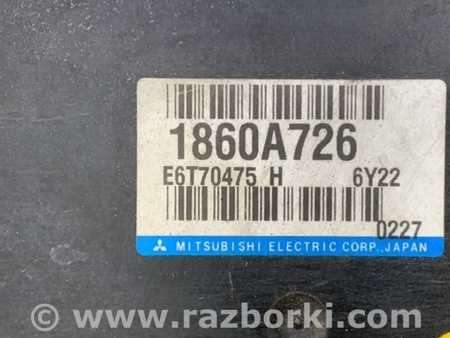 1860A726
E6T70475 H 6Y22
0227
MITSUBISHI ELECTRIC CORP., JAPAN
© www.razborki.com